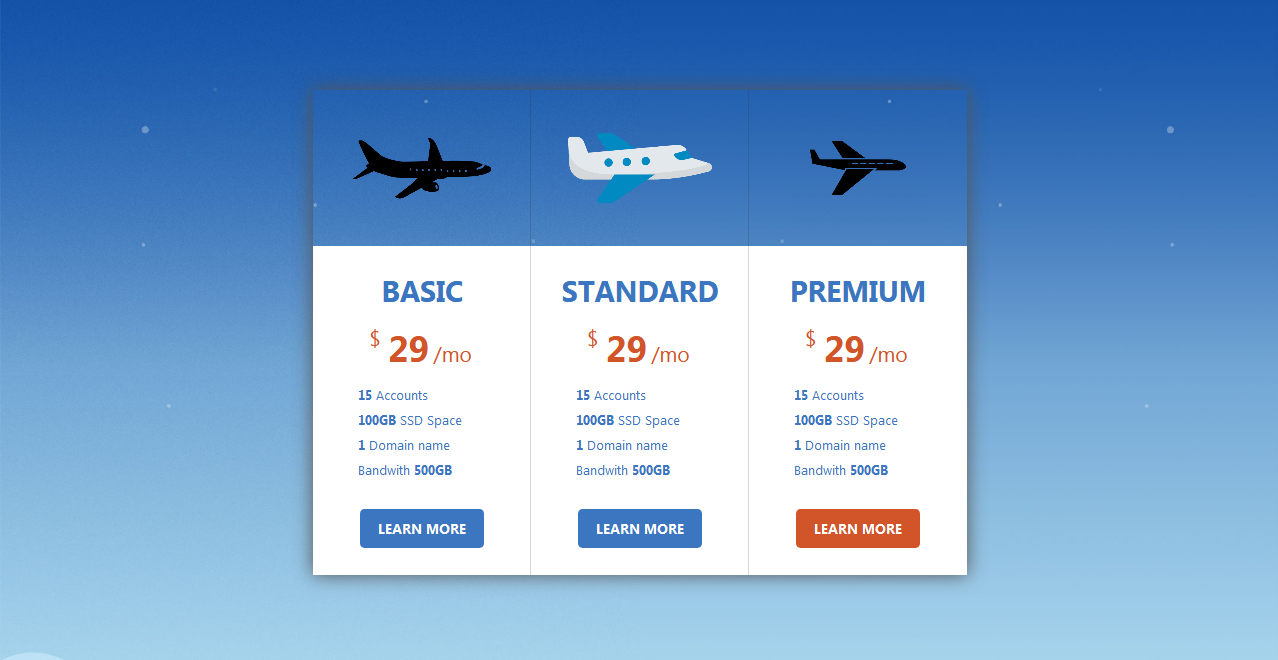 BASIC
$ 29 /mo
15 Accounts
100GB SSD Space
1 Domain name
Bandwith 500GB
LEARN MORE
STANDARD
$ 29 /mo
15 Accounts
100GB SSD Space
1 Domain name
Bandwith 500GB
LEARN MORE
PREMIUM
$ 29 /mo
15 Accounts
100GB SSD Space
1 Domain name
Bandwith 500GB
LEARN MORE